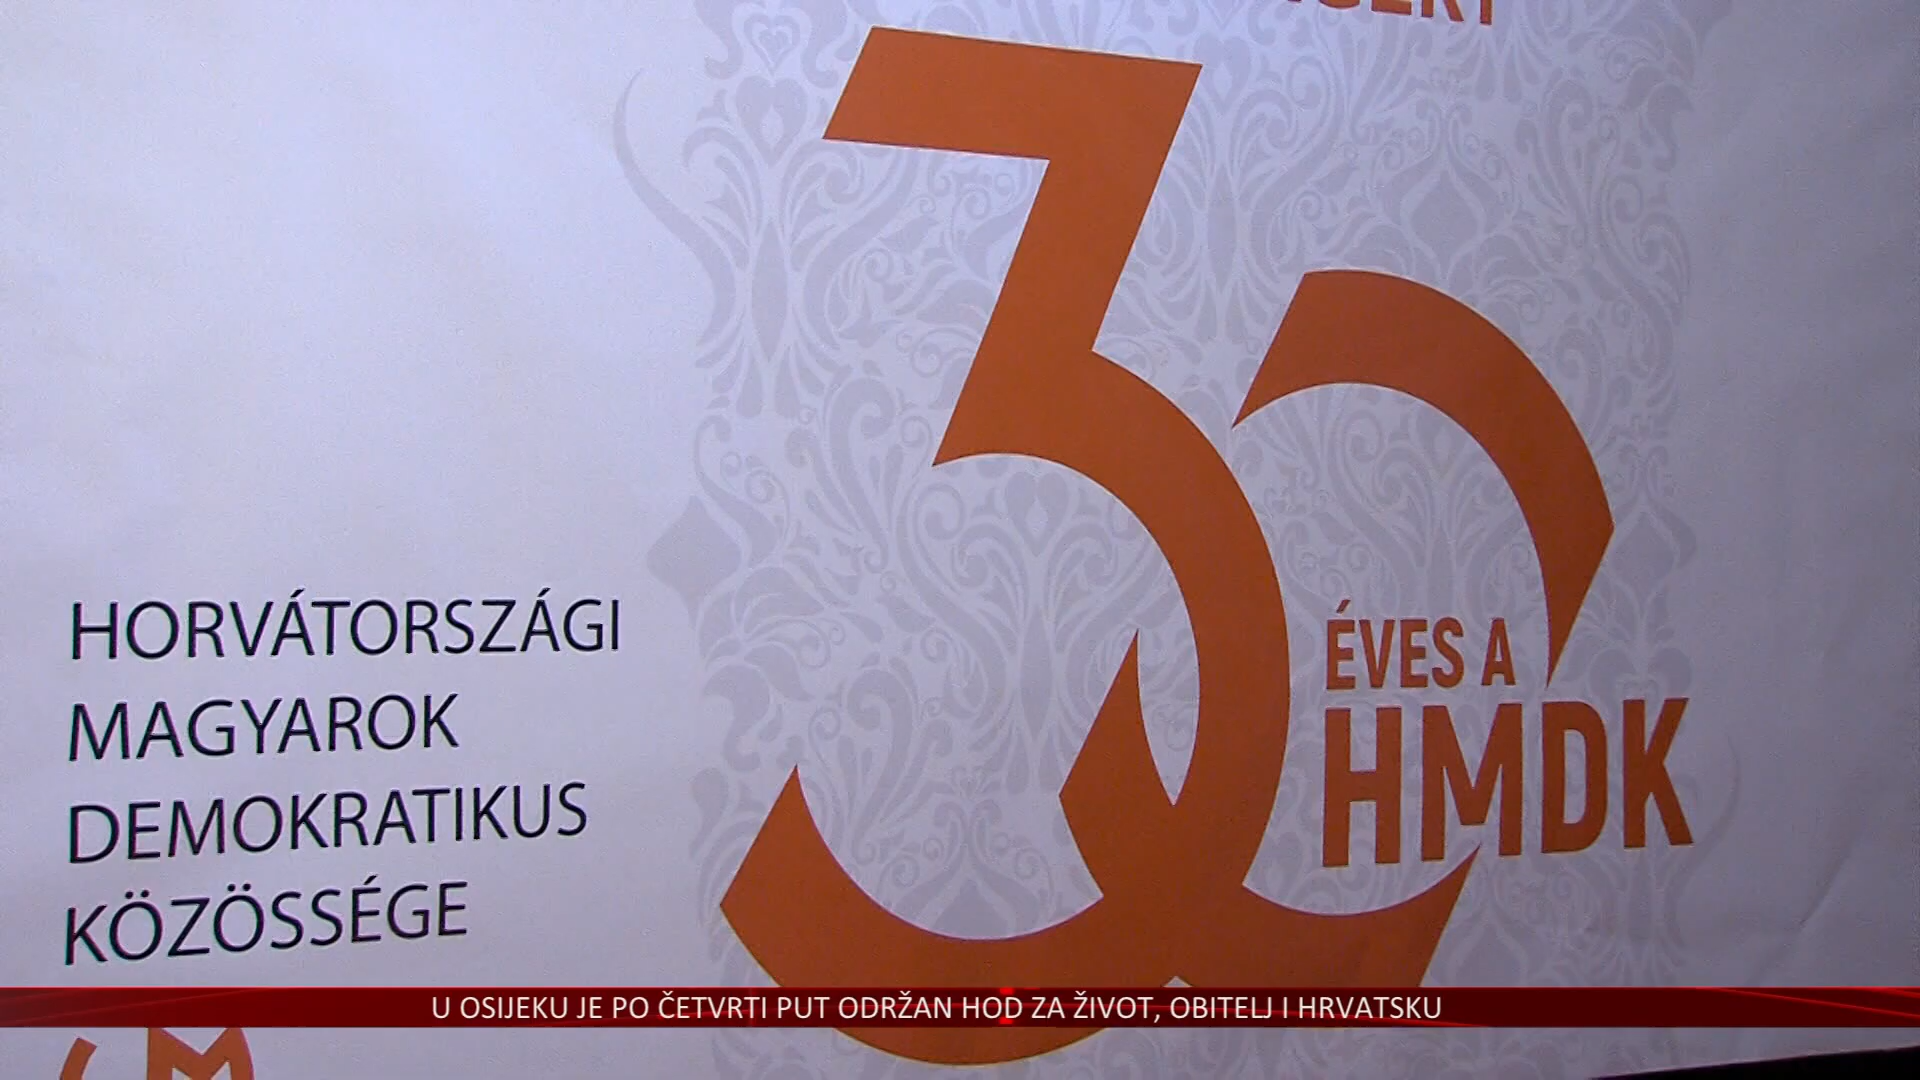 30
ÉVES A
HMDK
HORVÁTORSZÁGI
MAGYAROK
DEMOKRATIKUS
KÖZÖSSÉGE
U OSIJEKU JE PO ČETVRTI PUT ODRŽAN HOD ZA ŽIVOT, OBITELJ I HRVATSKU